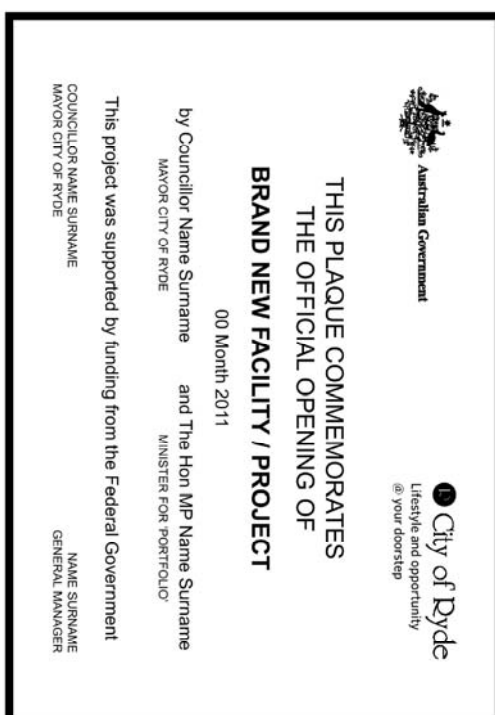 Australian Government
City of Ryde
Lifestyle and opportunity
@ your doorstep
THIS PLAQUE COMMEMORATES
THE OFFICIAL OPENING OF
BRAND NEW FACILITY / PROJECT
00 Month 2011
by Councillor Name Surname and The Hon MP Name Surname
MAYOR CITY OF RYDE MINISTER FOR 'PORTFOLIO'
This project was supported by funding from the Federal Government
COUNCILLOR NAME SURNAME NAME SURNAME
MAYOR CITY OF RYDE GENERAL MANAGER